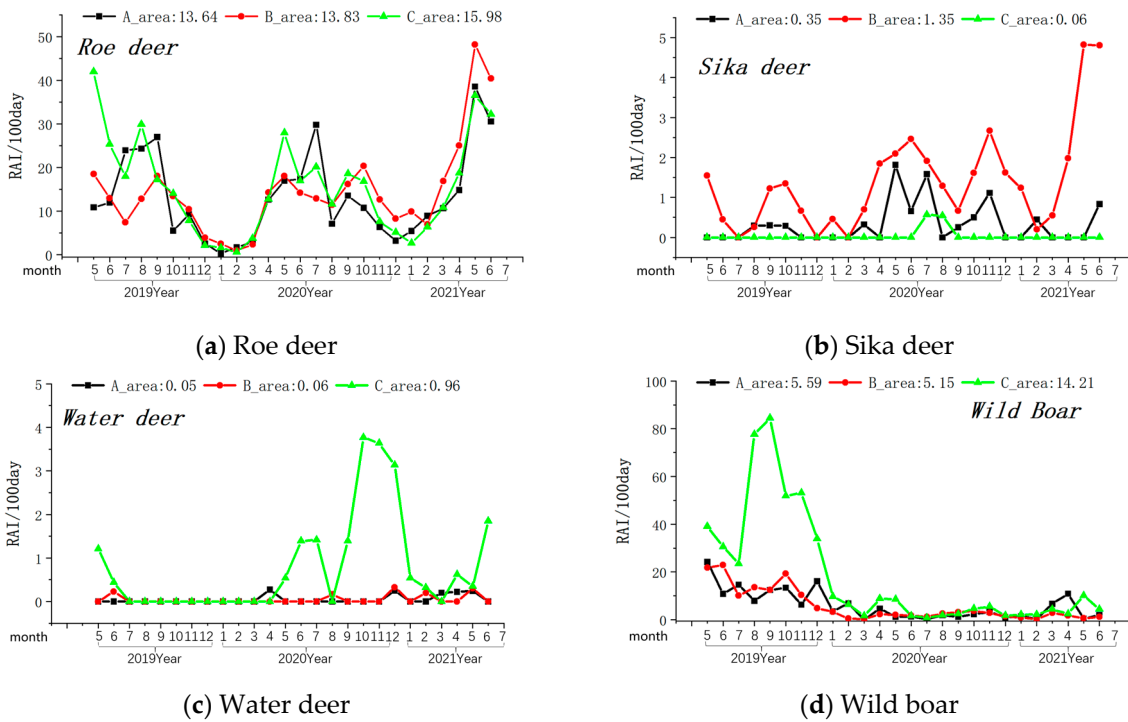 A_area:13.64 B_area:13.83 C_area:15.98
Roe deer
RAI/100day
50
40
30
20
10
0
month
5 6 7 8 9 10 11 12 1 2 3 4 5 6 7 8 9 10 11 12 1 2 3 4 5 6 7
2019Year 2020Year 2021Year
(a) Roe deer
A_area:0.35 B_area:1.35 C_area:0.06
Sika deer
RAI/100day
5
4
3
2
1
0
month
5 6 7 8 9 10 11 12 1 2 3 4 5 6 7 8 9 10 11 12 1 2 3 4 5 6 7
2019Year 2020Year 2021Year
(b) Sika deer
A_area:0.05 B_area:0.06 C_area:0.96
Water deer
RAI/100day
5
4
3
2
1
0
month
5 6 7 8 9 10 11 12 1 2 3 4 5 6 7 8 9 10 11 12 1 2 3 4 5 6 7
2019Year 2020Year 2021Year
(c) Water deer
A_area:5.59 B_area:5.15 C_area:14.21
Wild Boar
RAI/100day
100
80
60
40
20
0
month
5 6 7 8 9 10 11 12 1 2 3 4 5 6 7 8 9 10 11 12 1 2 3 4 5 6 7
2019Year 2020Year 2021Year
(d) Wild boar